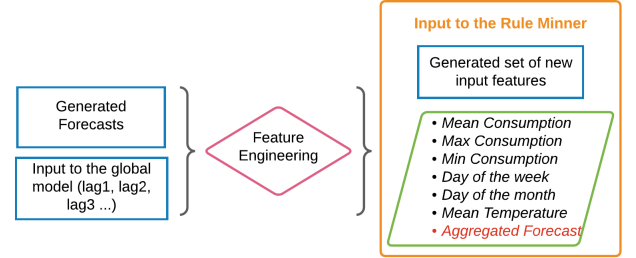 Generated
Forecasts
Input to the global
model (lag1, lag2,
lag3 ...)
Feature
Engineering
Input to the Rule Minner
Generated set of new
input features
• Mean Consumption
• Max Consumption
• Min Consumption
• Day of the week
• Day of the month
• Mean Temperature
• Aggregated Forecast